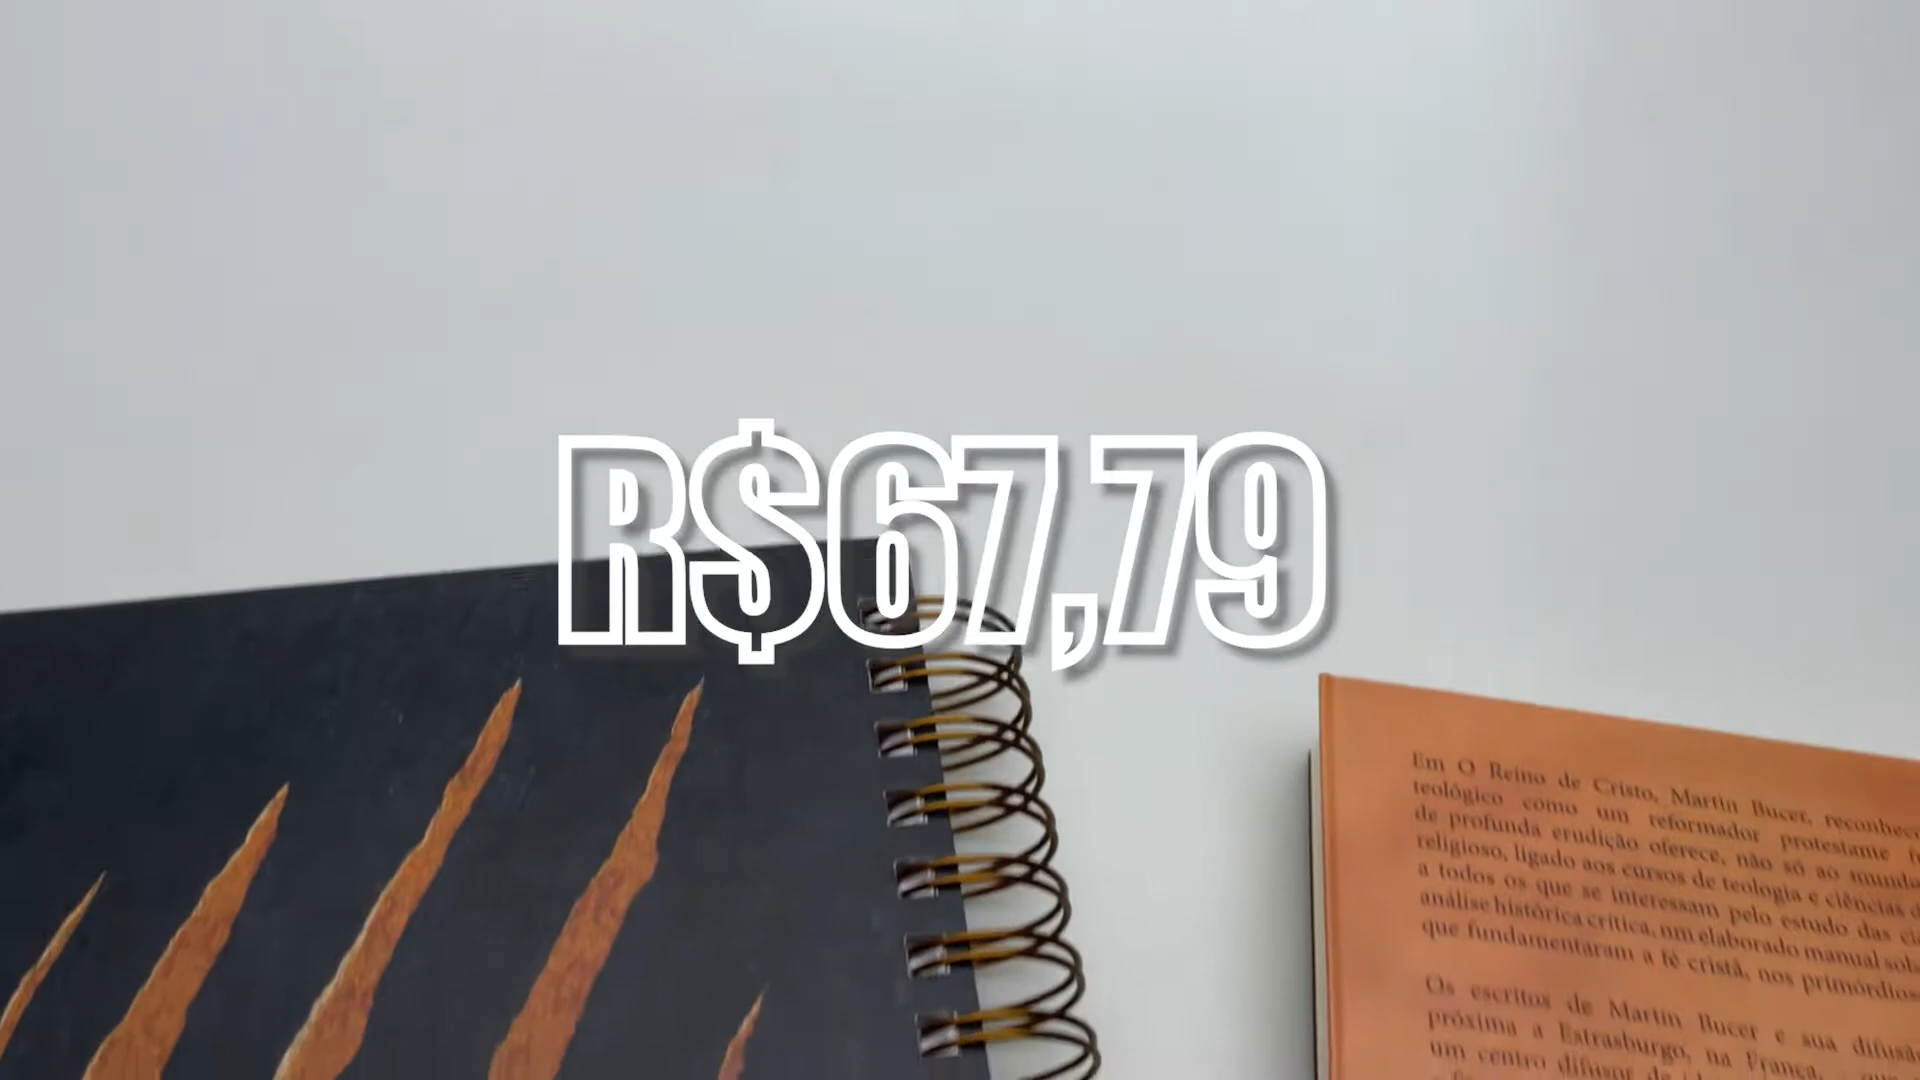 R$67,79
Em O Reino de Cristo, Martin Bucer, reconhec
teológico como um reformador protestante
de profunda erudição oferece, não só ao mund
religioso, ligado aos cursos de teologia e ciências
a todos os que se interessam pelo estudo das
análise histórica crítica, um elaborado manual
que fundamentaram a fé cristã, nos primórdios
Os escritos de Martin Bucer e sua
próxima a Estrasburgo, na França,
um centro difusor